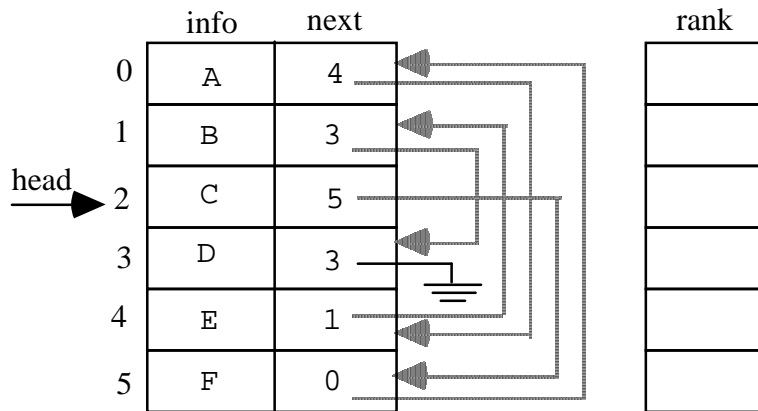 info next rank
0 A 4
1 B 3
head
2 C 5
3 D 3
4 E 1
5 F 0